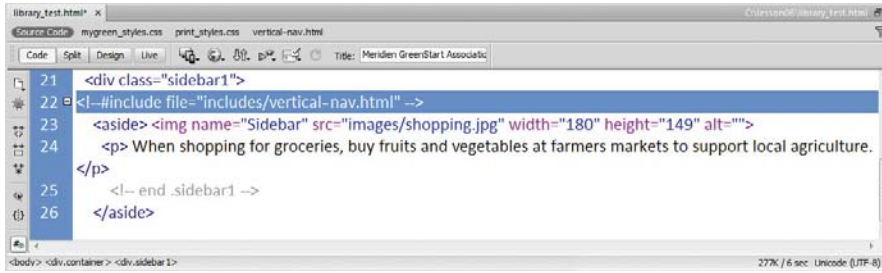 library_test.html* x C:\lesson06\library_test.html
Source Code mygreen_styles.css print_styles.css vertical-nav.html
Code Split Design Live Title: Meridien GreenStart Associatic
21 <div class="sidebar1">
22 <!--#include file="includes/vertical-nav.html" -->
23 <aside> <img name="Sidebar" src="images/shopping.jpg" width="180" height="149" alt="">
24 <p> When shopping for groceries, buy fruits and vegetables at farmers markets to support local agriculture.
</p>
25 <!-- end .sidebar1 -->
26 </aside>
<body> <div.container> <div.sidebar1> 277K / 6 sec Unicode (UTF-8)